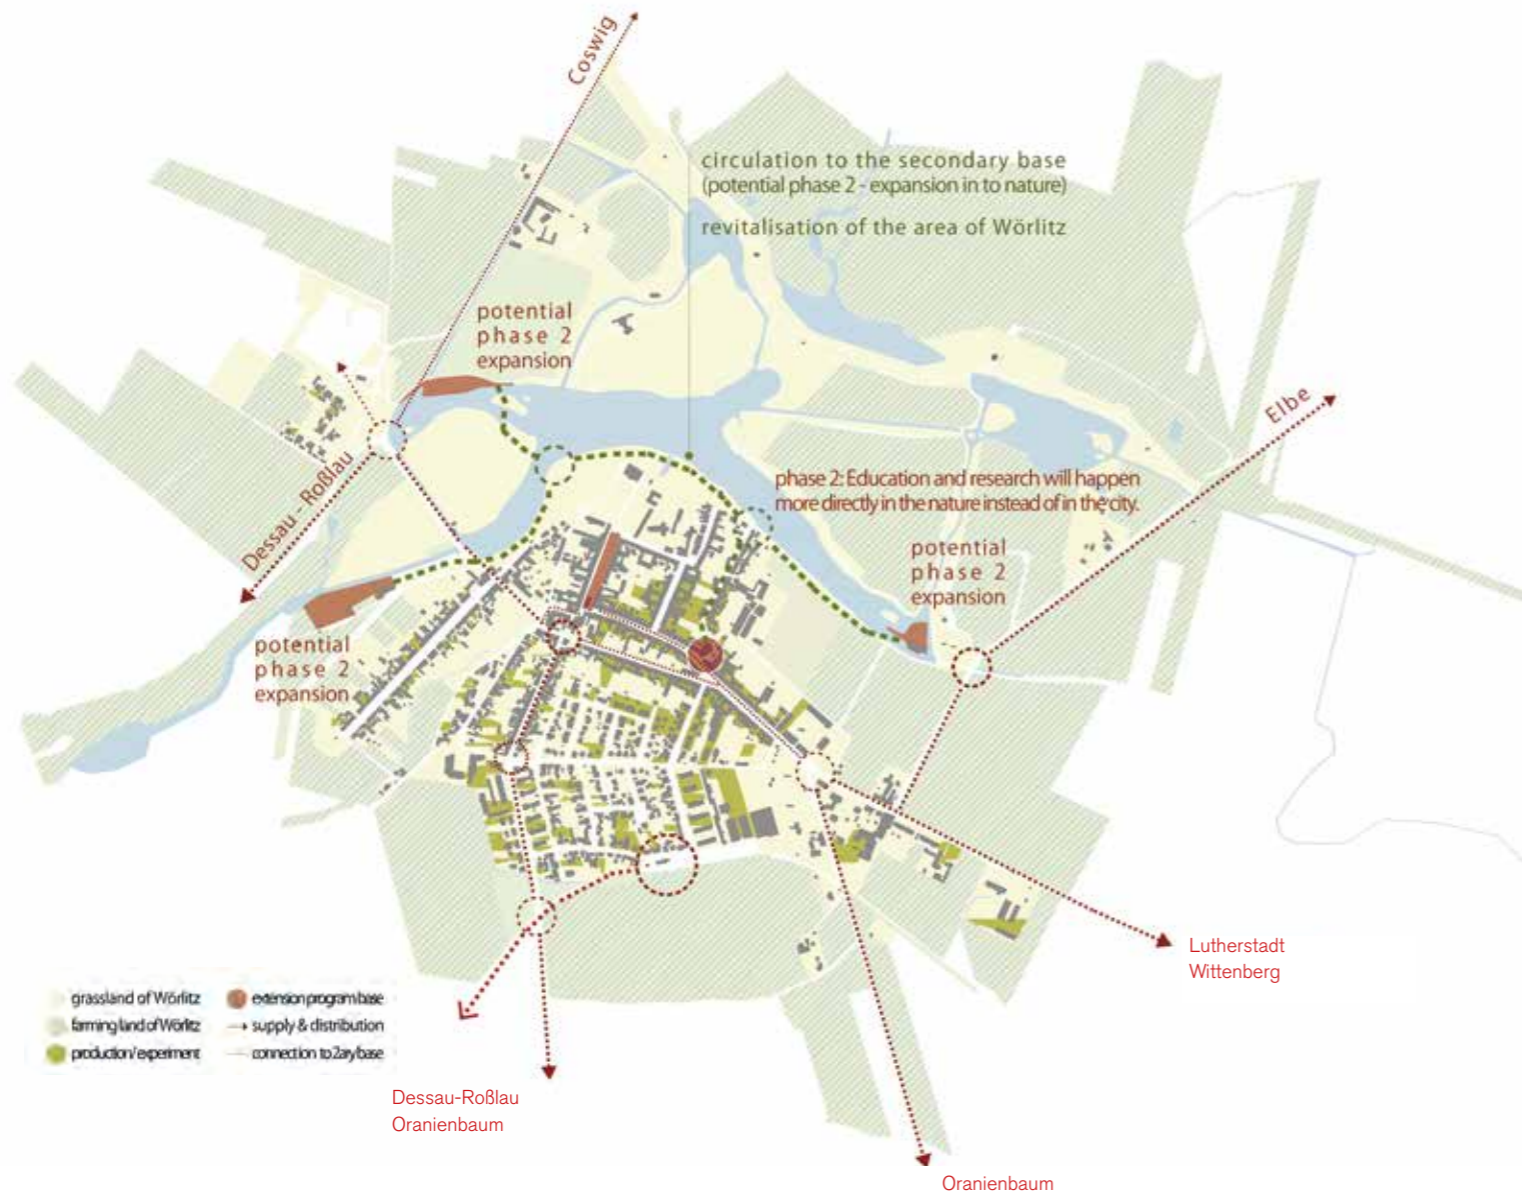 Coswig
circulation to the secondary base
(potential phase 2 - expansion in to nature)
revitalisation of the area of Wörlitz
potential
phase 2
expansion
Elbe
Dessau - Roßlau
phase 2: Education and research will happen
more directly in the nature instead of in the city.
potential
phase 2
expansion
potential
phase 2
expansion
Lutherstadt
Wittenberg
grassland of Wörlitz
farming land of Wörlitz
production/experiment
extension program base
supply & distribution
connection to 2ary base
Dessau-Roßlau
Oranienbaum
Oranienbaum